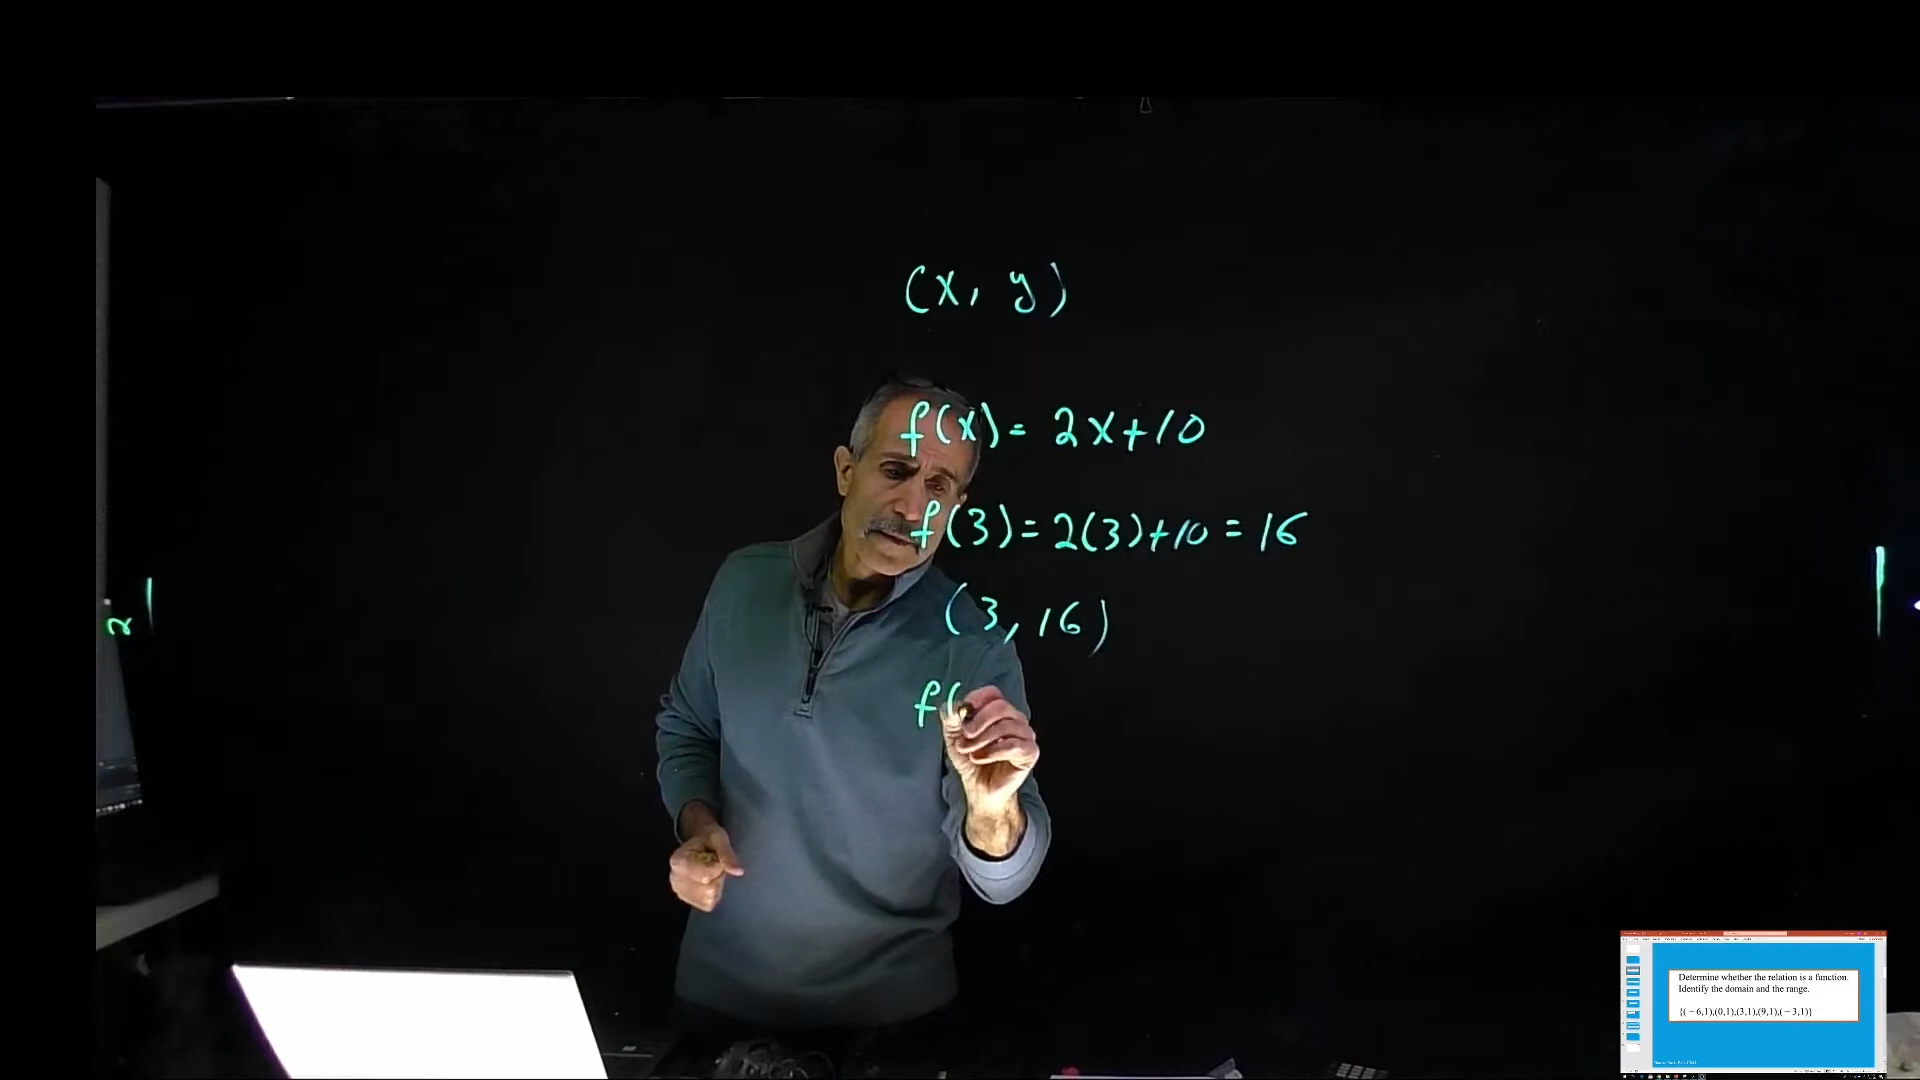 (x, y)
f(x) = 2x+10
f(3) = 2(3)+10 = 16
(3, 16)
f(
Determine whether the relation is a function.
Identify the domain and the range.
{(−6,1),(0,1),(3,1),(9,1),(−3,1)}